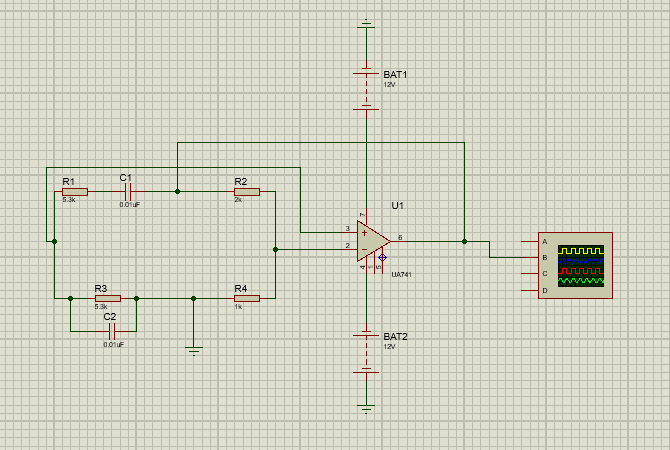 BAT1
12V
R1
5.3k
C1
0.01uF
R2
2k
U1
7
3
2
6
4
1
5
UA741
A
B
C
D
R3
5.3k
C2
0.01uF
R4
1k
BAT2
12V